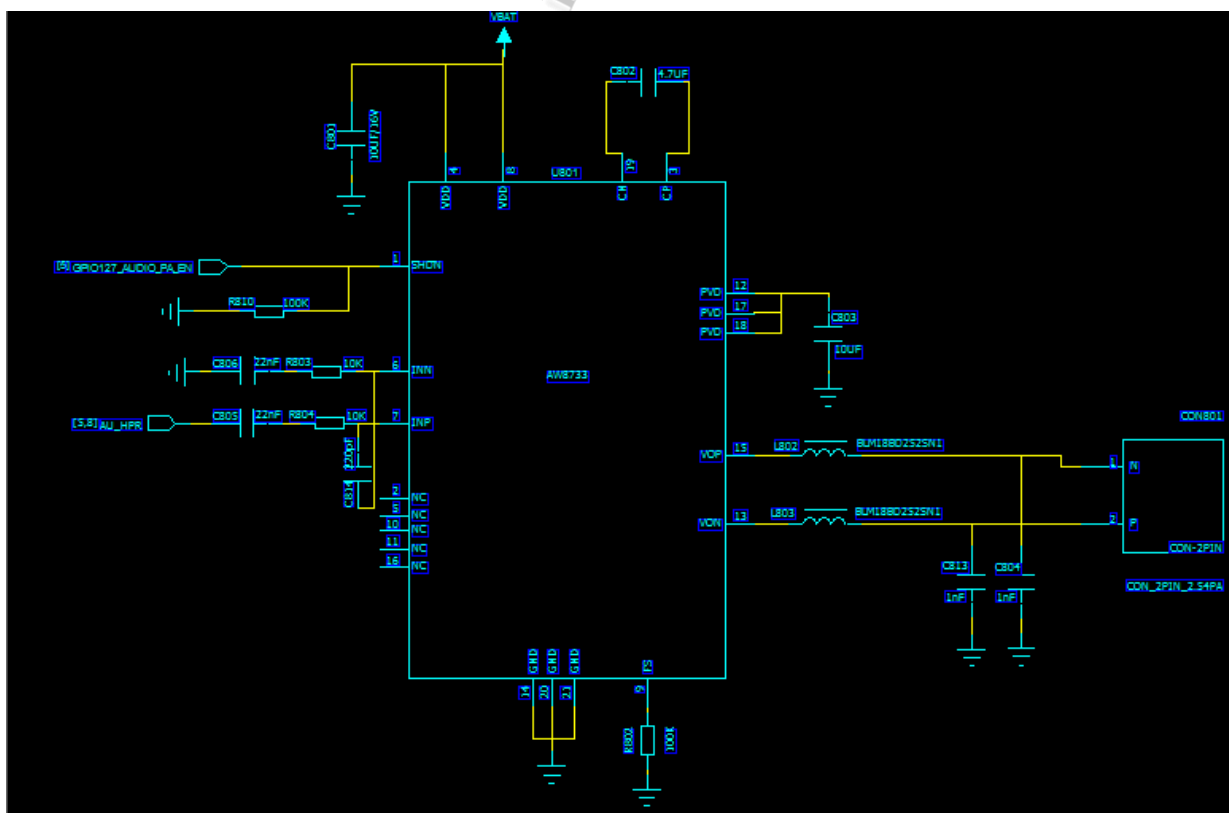 VBAT
C802
4.7UF
C801
10UF/16V
4
8
U801
19
3
VDD
VDD
CN
CP
[5] GPIO127_AUDIO_PA_EN
1
SHDN
R810
100K
PVD
12
PVD
17
PVD
18
C803
10UF
C806
22nF
R803
10K
6
INN
AW8733
[5,8] AU_HPR
C805
22nF
R804
10K
7
INP
220pf
C814
2
NC
5
NC
10
NC
11
NC
16
NC
VOP
15
L802
BLM18BD252SN1
CON801
1
N
VON
13
L803
BLM18BD252SN1
2
P
CON-2PIN
C813
C804
1nF
1nF
CON_2PIN_2.54PA
GND
GND
GND
FS
14
20
21
9
R802
100K